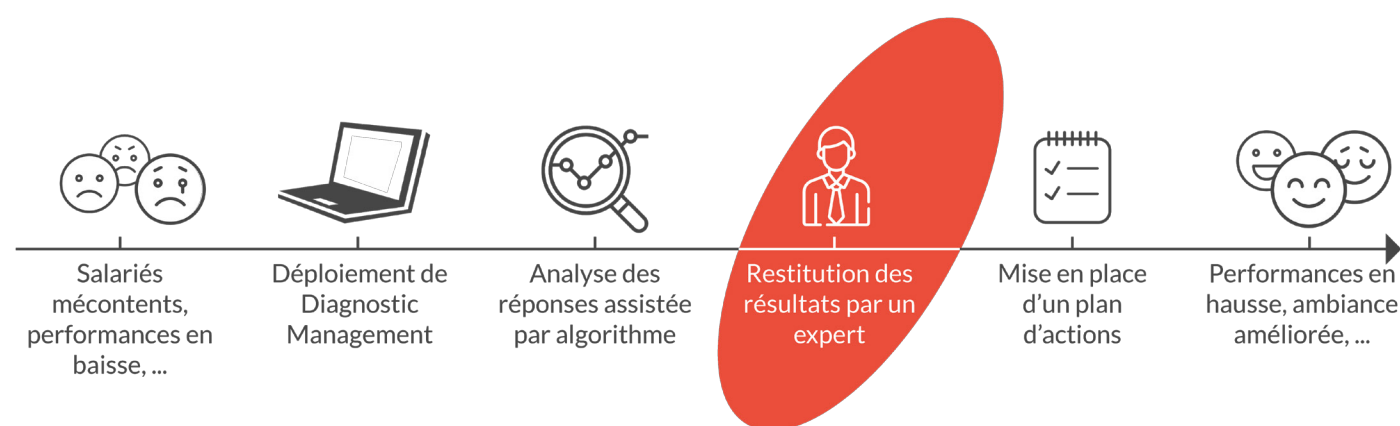 Salariés
mécontents,
performances en
baisse, ...
Déploiement de
Diagnostic
Management
Analyse des
réponses assistée
par algorithme
Restitution des
résultats par un
expert
Mise en place
d'un plan
d'actions
Performances en
hausse, ambiance
améliorée, ...